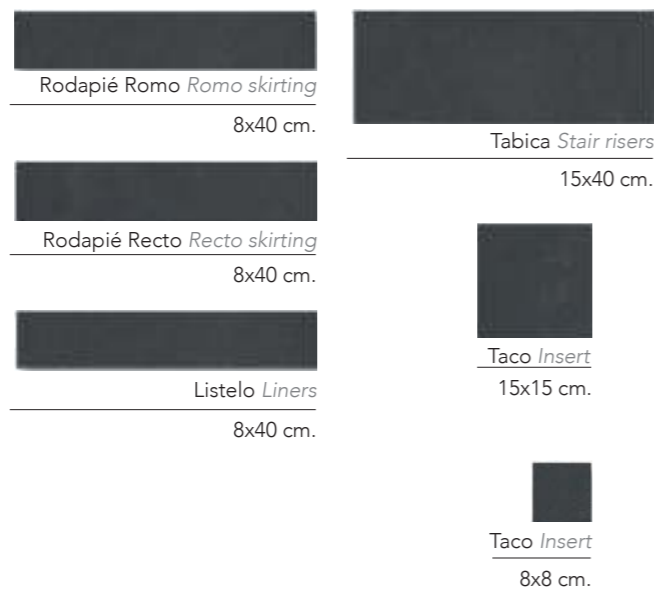 Rodapié Romo Romo skirting
8x40 cm.
Rodapié Recto Recto skirting
8x40 cm.
Listelo Liners
8x40 cm.
Tabica Stair risers
15x40 cm.
Taco Insert
15x15 cm.
Taco Insert
8x8 cm.